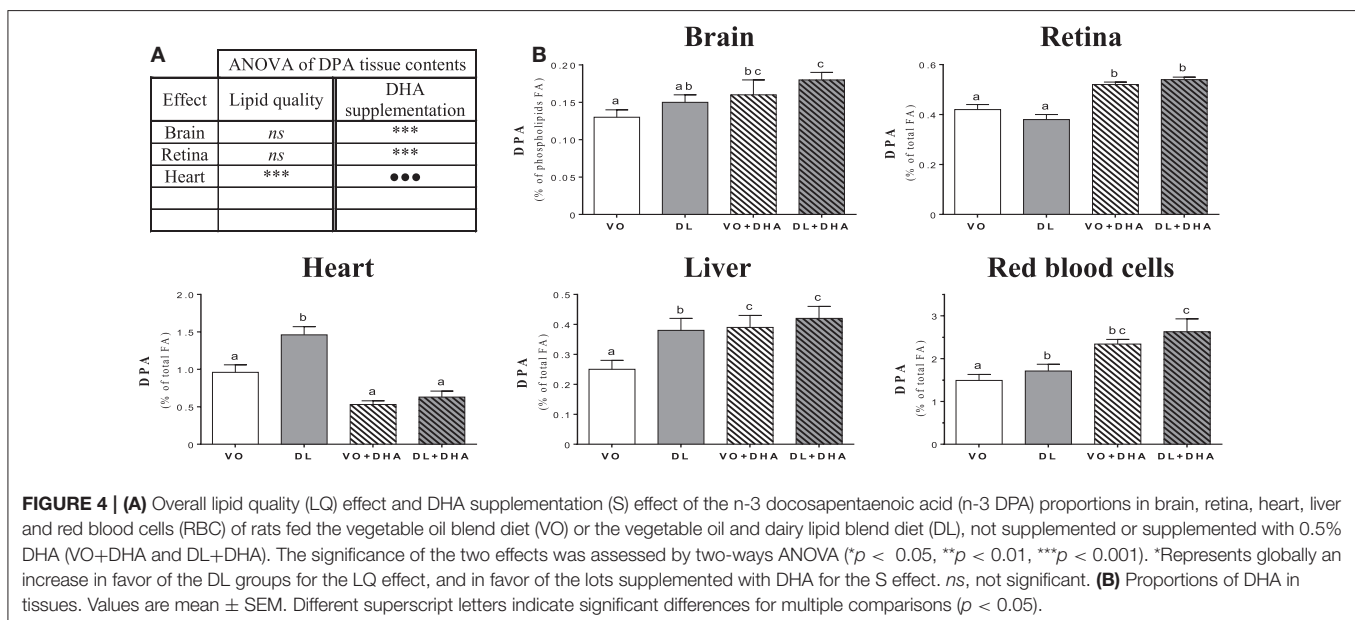 A
ANOVA of DPA tissue contents
Effect Lipid quality DHA supplementation
Brain ns ***
Retina ns ***
Heart *** ●●●
B
Brain
DPA
(% of phospholipids FA)
0.20
0.15
0.10
0.05
0
a
a b
b c
c
VO DL VO+DHA DL+DHA
Retina
DPA
(% of total FA)
0.6
0.4
0.2
0
a
a
b
b
VO DL VO+DHA DL+DHA
Heart
DPA
(% of total FA)
2.0
1.5
1.0
0.5
0
a
b
a
a
VO DL VO+DHA DL+DHA
Liver
DPA
(% of total FA)
0.5
0.4
0.3
0.2
0.1
0
a
b
c
c
VO DL VO+DHA DL+DHA
Red blood cells
DPA
(% of total FA)
3
2
1
0
a
b
b c
c
VO DL VO+DHA DL+DHA
FIGURE 4 | (A) Overall lipid quality (LQ) effect and DHA supplementation (S) effect of the n-3 docosapentaenoic acid (n-3 DPA) proportions in brain, retina, heart, liver
and red blood cells (RBC) of rats fed the vegetable oil blend diet (VO) or the vegetable oil and dairy lipid blend diet (DL), not supplemented or supplemented with 0.5%
DHA (VO+DHA and DL+DHA). The significance of the two effects was assessed by two-ways ANOVA (*p < 0.05, **p < 0.01, ***p < 0.001). *Represents globally an
increase in favor of the DL groups for the LQ effect, and in favor of the lots supplemented with DHA for the S effect. ns, not significant. (B) Proportions of DHA in
tissues. Values are mean ± SEM. Different superscript letters indicate significant differences for multiple comparisons (p < 0.05).